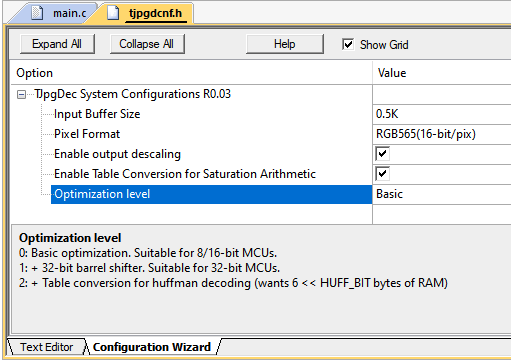 main.c
tjpgdcnf.h
Expand All
Collapse All
Help
Show Grid
Option
Value
TJpgDec System Configurations R0.03
Input Buffer Size
0.5K
Pixel Format
RGB565(16-bit/pix)
Enable output descaling
Enable Table Conversion for Saturation Arithmetic
Optimization level
Basic
Optimization level
0: Basic optimization. Suitable for 8/16-bit MCUs.
1: + 32-bit barrel shifter. Suitable for 32-bit MCUs.
2: + Table conversion for huffman decoding (wants 6 << HUFF_BIT bytes of RAM)
Text Editor
Configuration Wizard